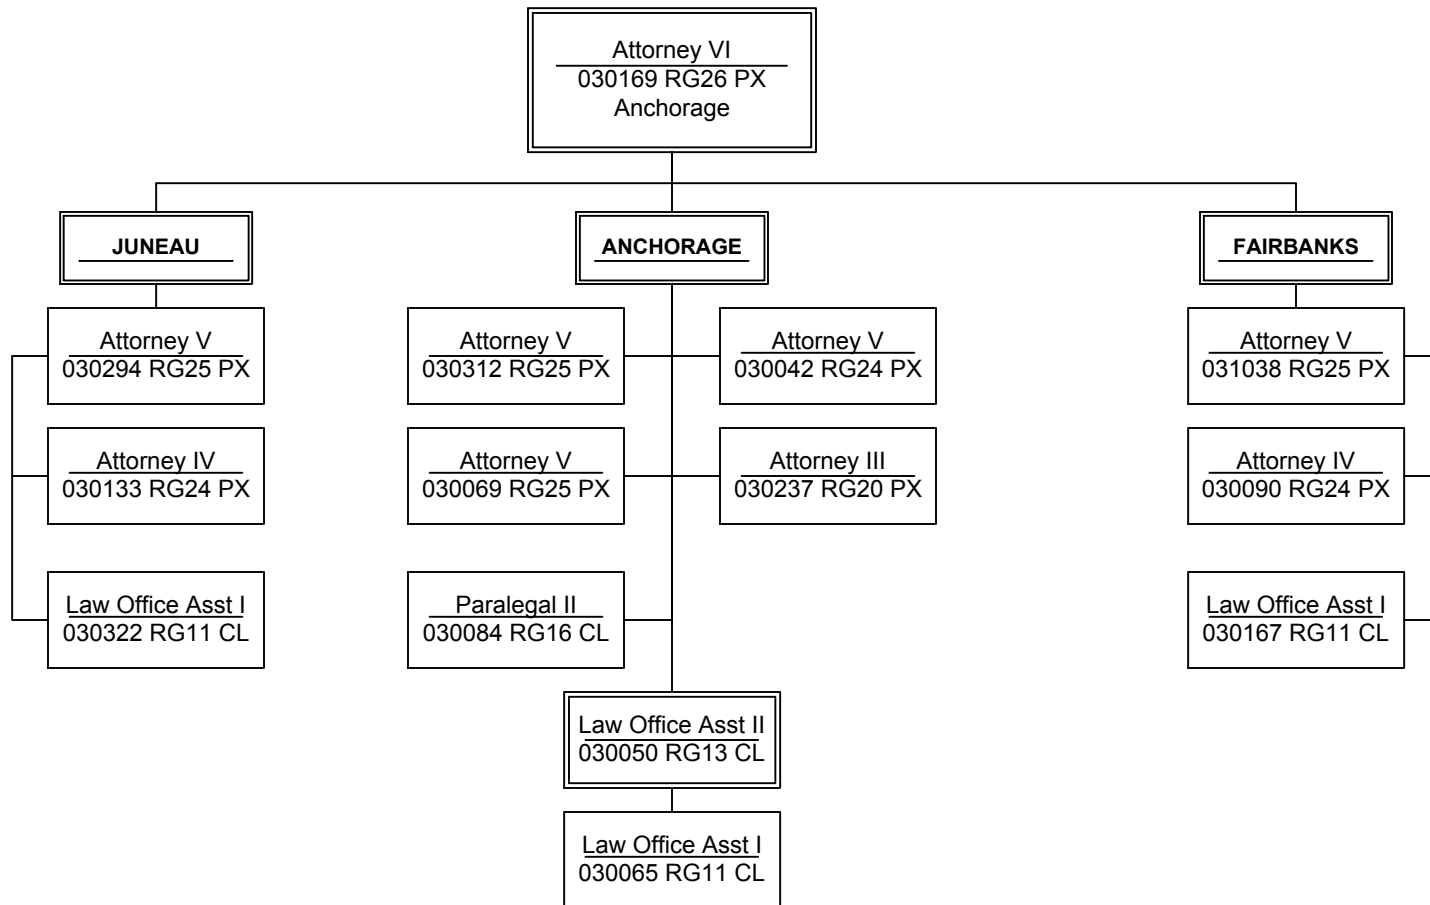 Attorney VI
030169 RG26 PX
Anchorage
JUNEAU
ANCHORAGE
FAIRBANKS
Attorney V
030294 RG25 PX
Attorney V
030312 RG25 PX
Attorney V
030042 RG24 PX
Attorney V
031038 RG25 PX
Attorney IV
030133 RG24 PX
Attorney V
030069 RG25 PX
Attorney III
030237 RG20 PX
Attorney IV
030090 RG24 PX
Law Office Asst I
030322 RG11 CL
Paralegal II
030084 RG16 CL
Law Office Asst I
030167 RG11 CL
Law Office Asst II
030050 RG13 CL
Law Office Asst I
030065 RG11 CL